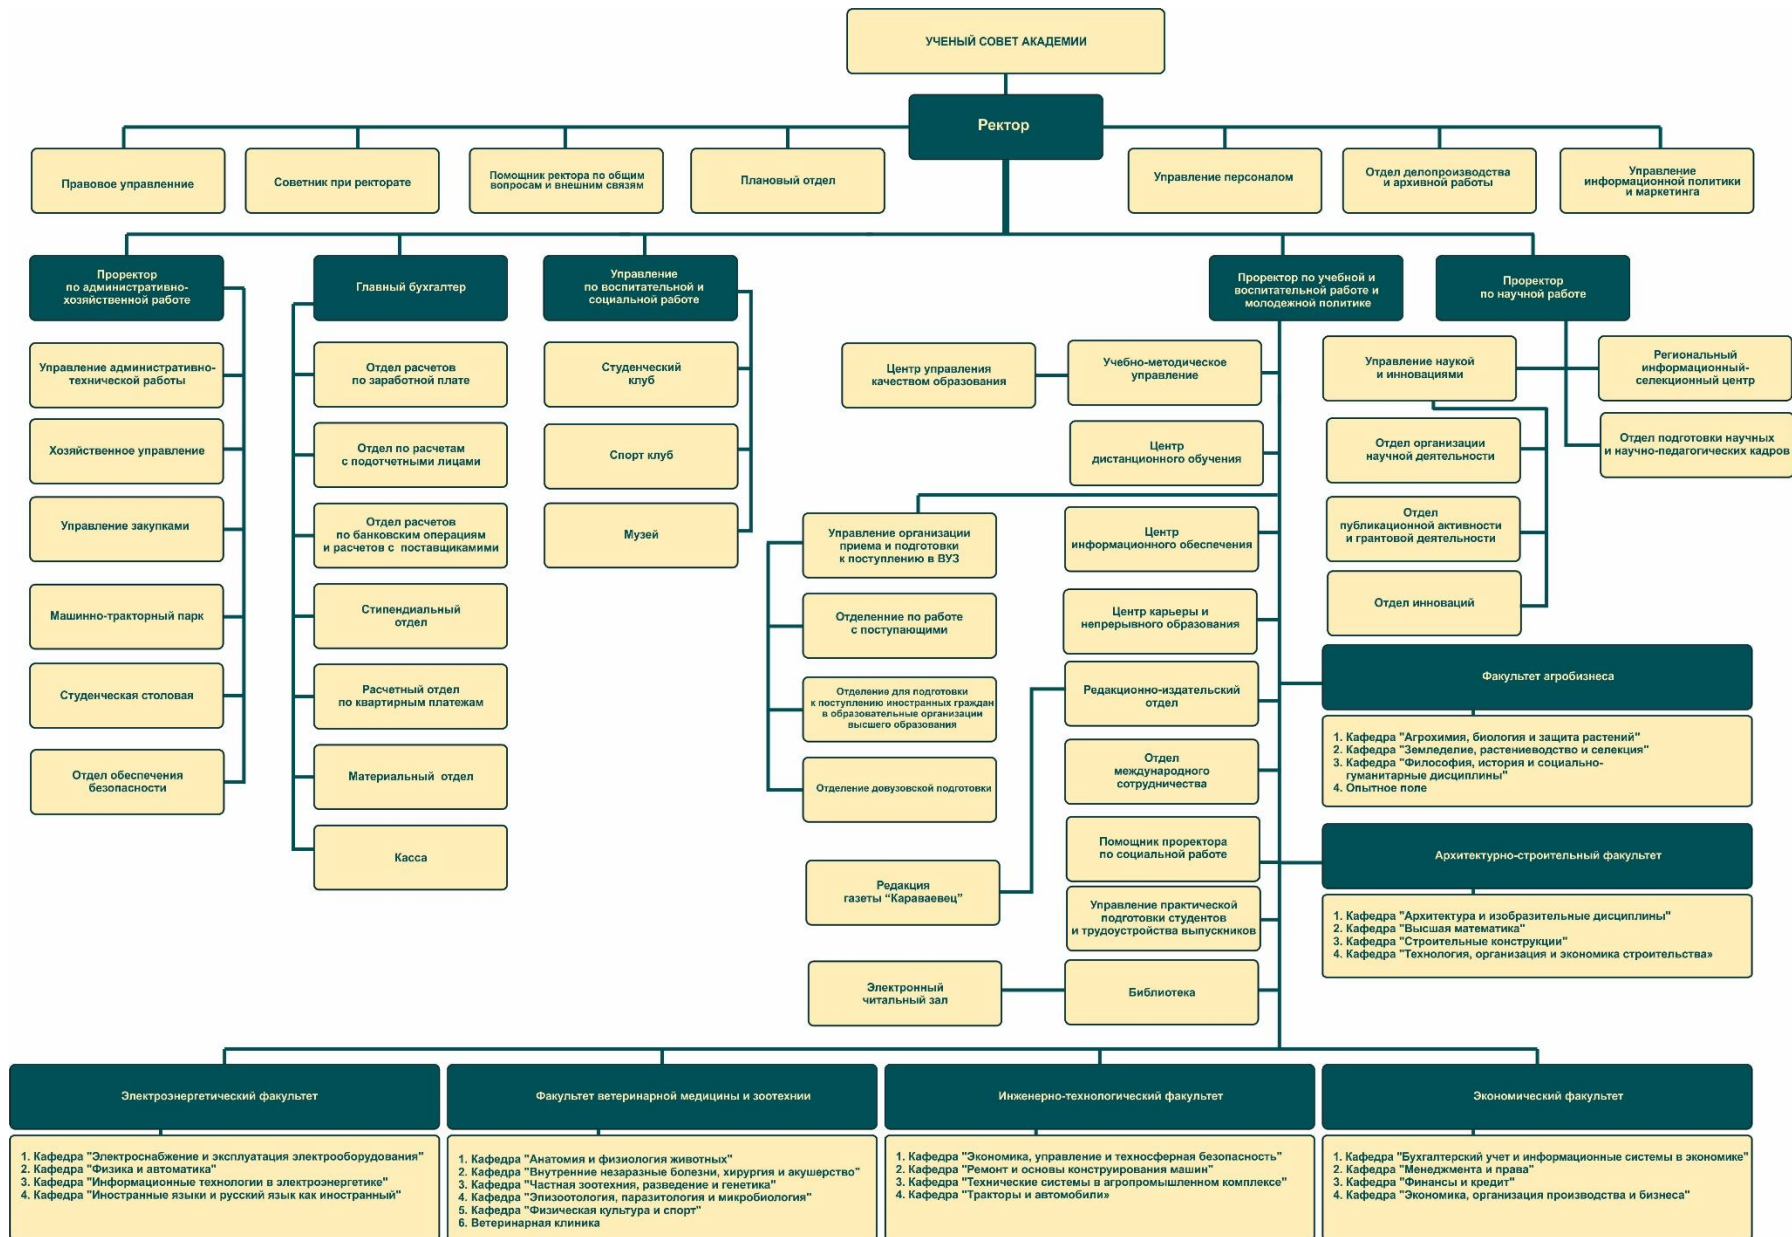 УЧЕНЫЙ СОВЕТ АКАДЕМИИ
Ректор
Правовое управленние
Советник при ректорате
Помощник ректора по общим
вопросам и внешним связям
Плановый отдел
Управление персоналом
Отдел делопроизводства
и архивной работы
Управление
информационной политики
и маркетинга
Проректор
по административно-
хозяйственной работе
Главный бухгалтер
Управление
по воспитательной и
социальной работе
Проректор по учебной и
воспитательной работе и
молодежной политике
Проректор
по научной работе
Управление административно-
технической работы
Хозяйственное управление
Управление закупками
Машинно-тракторный парк
Студенческая столовая
Отдел обеспечения
безопасности
Отдел расчетов
по заработной плате
Отдел по расчетам
с подотчетными лицами
Отдел расчетов
по банковским операциям
и расчетов с поставщикамими
Стипендиальный
отдел
Расчетный отдел
по квартирным платежам
Материальный отдел
Касса
Студенческий
клуб
Спорт клуб
Музей
Центр управления
качеством образования
Учебно-методическое
управление
Центр
дистанционного обучения
Управление организации
приема и подготовки
к поступлению в ВУЗ
Отделенние по работе
с поступающими
Отделение для подготовки
к поступлению иностранных граждан
в образовательные организации
высшего образования
Отделение довузовской подготовки
Редакция
газеты “Караваевец”
Электронный
читальный зал
Центр
информационного обеспечения
Центр карьеры и
непрерывного образования
Редакционно-издательский
отдел
Отдел
международного
сотрудничества
Помощник проректора
по социальной работе
Управление практической
подготовки студентов
и трудоустройства выпускников
Библиотека
Управление наукой
и инновациями
Региональный
информационный-
селекционный центр
Отдел организации
научной деятельности
Отдел подготовки научных
и научно-педагогических кадров
Отдел
публикационной активности
и грантовой деятельности
Отдел инноваций
Факультет агробизнеса
1. Кафедра "Агрохимия, биология и защита растений"
2. Кафедра "Земледелие, растениеводство и селекция"
3. Кафедра "Философия, история и социально-
гуманитарные дисциплины"
4. Опытное поле
Архитектурно-строительный факультет
1. Кафедра "Архитектура и изобразительные дисциплины"
2. Кафедра "Высшая математика"
3. Кафедра "Строительные конструкции"
4. Кафедра "Технология, организация и экономика строительства»
Электроэнергетический факультет
1. Кафедра "Электроснабжение и эксплуатация электрооборудования"
2. Кафедра "Физика и автоматика"
3. Кафедра "Информационные технологии в электроэнергетике"
4. Кафедра "Иностранные языки и русский язык как иностранный"
Факультет ветеринарной медицины и зоотехнии
1. Кафедра "Анатомия и физиология животных"
2. Кафедра "Внутренние незаразные болезни, хирургия и акушерство"
3. Кафедра "Частная зоотехния, разведение и генетика"
4. Кафедра "Эпизоотология, паразитология и микробиология"
5. Кафедра "Физическая культура и спорт"
6. Ветеринарная клиника
Инженерно-технологический факультет
1. Кафедра "Экономика, управление и техносферная безопасность"
2. Кафедра "Ремонт и основы конструирования машин"
3. Кафедра "Технические системы в агропромышленном комплексе"
4. Кафедра "Тракторы и автомобили»
Экономический факультет
1. Кафедра "Бухгалтерский учет и информационные системы в экономике"
2. Кафедра "Менеджмента и права"
3. Кафедра "Финансы и кредит"
4. Кафедра "Экономика, организация производства и бизнеса"